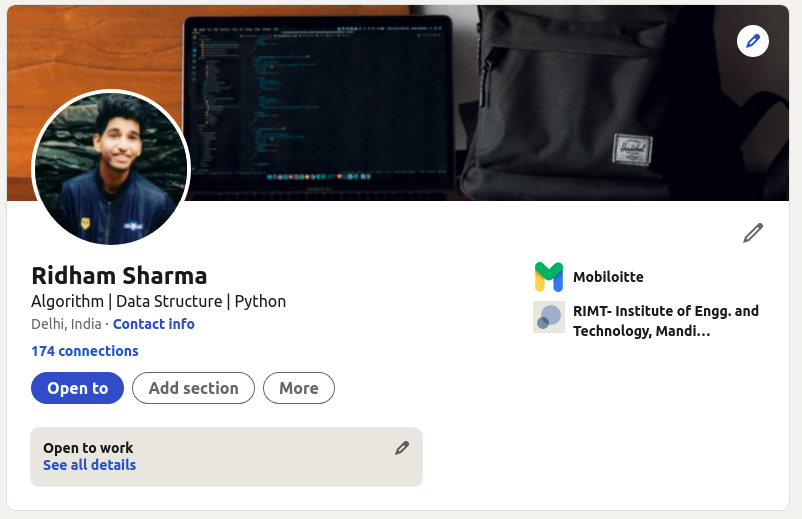 Herschel
Ridham Sharma
Algorithm | Data Structure | Python
Delhi, India · Contact info
174 connections
Open to
Add section
More
Mobiloitte
RIMT- Institute of Engg. and
Technology, Mandi...
Open to work
See all details